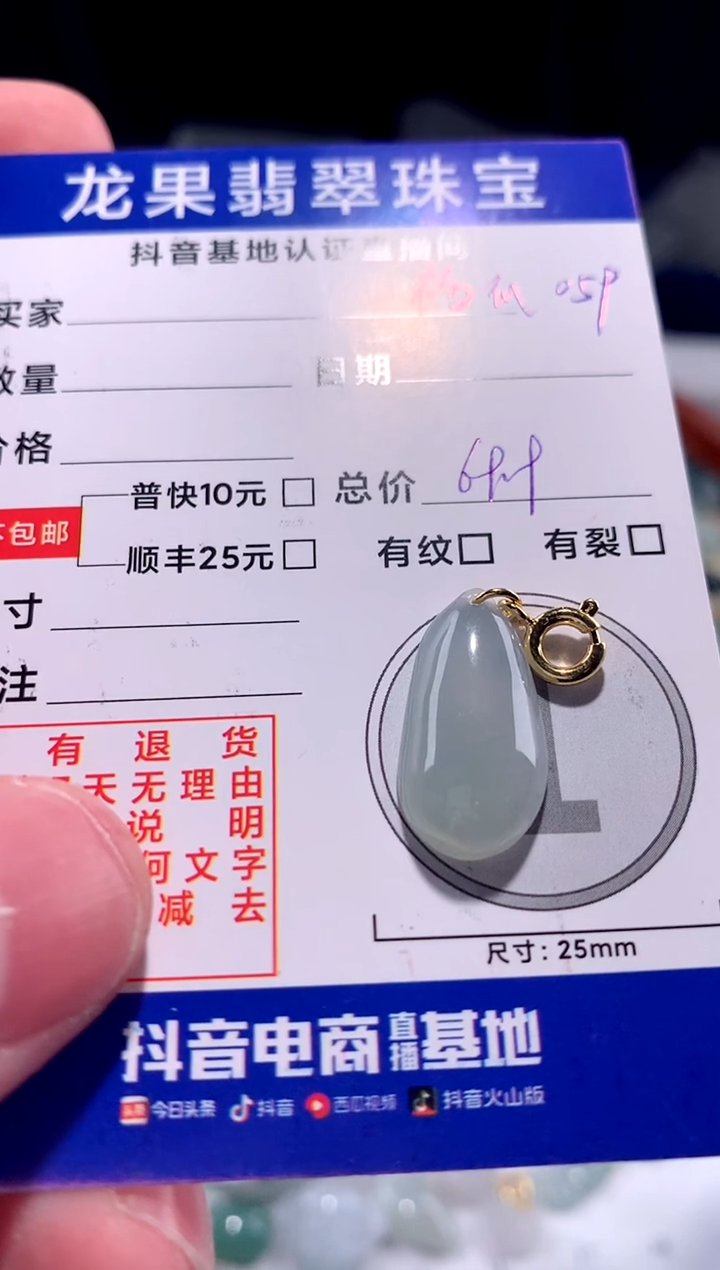 龙果翡翠珠宝
抖音基地认证直播间
买家
数量 日期
价格
普快10元 总价
包邮
顺丰25元 有纹 有裂
寸
注
有退货
天无理由
说明
何文字
减去
尺寸:25mm
抖音电商直播基地
头条 今日头条 抖音 西瓜视频 抖音火山版